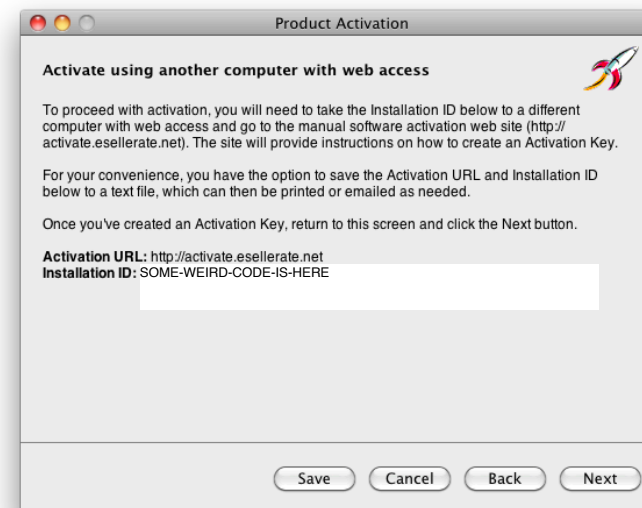 Product Activation
Activate using another computer with web access
To proceed with activation, you will need to take the Installation ID below to a different
computer with web access and go to the manual software activation web site (http://
activate.esellerate.net). The site will provide instructions on how to create an Activation Key.
For your convenience, you have the option to save the Activation URL and Installation ID
below to a text file, which can then be printed or emailed as needed.
Once you've created an Activation Key, return to this screen and click the Next button.
Activation URL: http://activate.esellerate.net
Installation ID: SOME-WEIRD-CODE-IS-HERE
Save Cancel Back Next